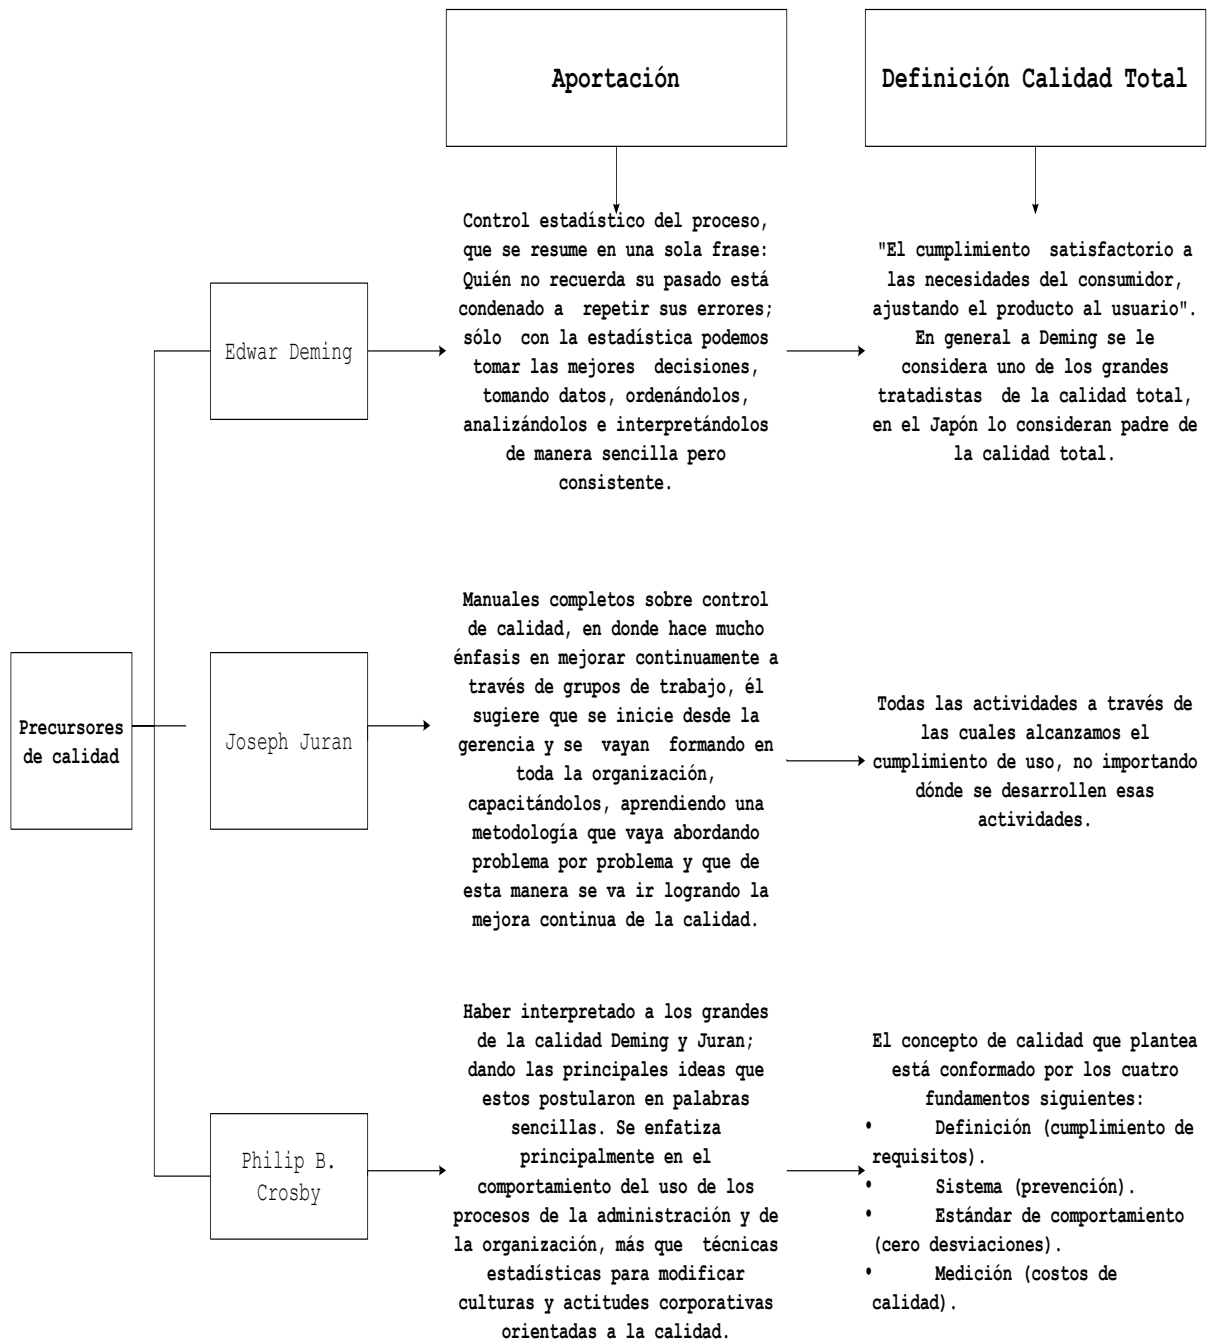 Aportación
Definición Calidad Total
Control estadístico del proceso,
que se resume en una sola frase:
Quién no recuerda su pasado está
condenado a repetir sus errores;
sólo con la estadística podemos
tomar las mejores decisiones,
tomando datos, ordenándolos,
analizándolos e interpretándolos
de manera sencilla pero
consistente.
"El cumplimiento satisfactorio a
las necesidades del consumidor,
ajustando el producto al usuario".
En general a Deming se le
considera uno de los grandes
tratadistas de la calidad total,
en el Japón lo consideran padre de
la calidad total.
Edwar Deming
Precursores
de calidad
Joseph Juran
Manuales completos sobre control
de calidad, en donde hace mucho
énfasis en mejorar continuamente a
través de grupos de trabajo, él
sugiere que se inicie desde la
gerencia y se vayan formando en
toda la organización,
capacitándolos, aprendiendo una
metodología que vaya abordando
problema por problema y que de
esta manera se va ir logrando la
mejora continua de la calidad.
Todas las actividades a través de
las cuales alcanzamos el
cumplimiento de uso, no importando
dónde se desarrollen esas
actividades.
Philip B.
Crosby
Haber interpretado a los grandes
de la calidad Deming y Juran;
dando las principales ideas que
estos postularon en palabras
sencillas. Se enfatiza
principalmente en el
comportamiento del uso de los
procesos de la administración y de
la organización, más que técnicas
estadísticas para modificar
culturas y actitudes corporativas
orientadas a la calidad.
El concepto de calidad que plantea
está conformado por los cuatro
fundamentos siguientes:
• Definición (cumplimiento de
requisitos).
• Sistema (prevención).
• Estándar de comportamiento
(cero desviaciones).
• Medición (costos de
calidad).